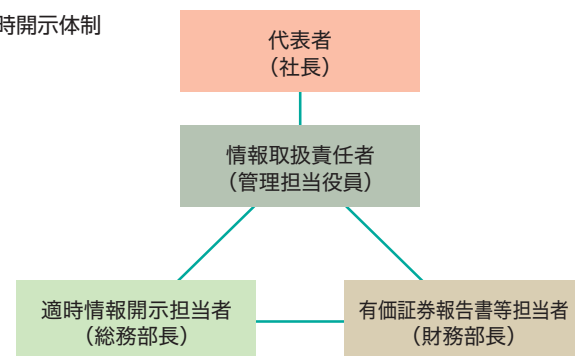 時開示体制
代表者
（社長）
情報取扱責任者
（管理担当役員）
適時情報開示担当者
（総務部長）
有価証券報告書等担当者
（財務部長）